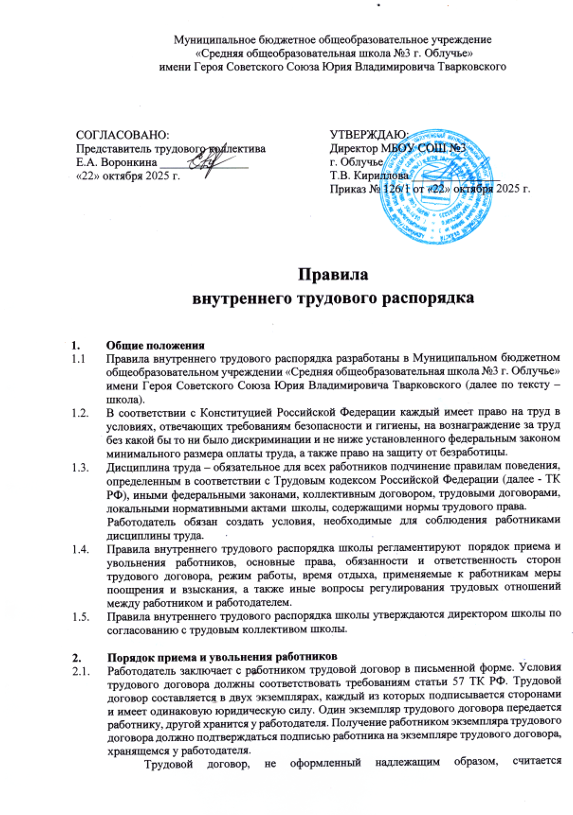 Муниципальное бюджетное общеобразовательное учреждение
«Средняя общеобразовательная школа №3 г. Облучье»
имени Героя Советского Союза Юрия Владимировича Тварковского
СОГЛАСОВАНО:
Представитель трудового коллектива
Е.А. Воронкина
«22» октября 2025 г.
УТВЕРЖДАЮ:
Директор МБОУ СОШ №3
г. Облучье
Т.В. Кириллова
Приказ № 126/1 от «22» октября 2025 г.
Правила
внутреннего трудового распорядка
1. Общие положения
1.1 Правила внутреннего трудового распорядка разработаны в Муниципальном бюджетном
общеобразовательном учреждении «Средняя общеобразовательная школа №3 г. Облучье»
имени Героя Советского Союза Юрия Владимировича Тварковского (далее по тексту –
школа).
1.2. В соответствии с Конституцией Российской Федерации каждый имеет право на труд в
условиях, отвечающих требованиям безопасности и гигиены, на вознаграждение за труд
без какой бы то ни было дискриминации и не ниже установленного федеральным законом
минимального размера оплаты труда, а также право на защиту от безработицы.
1.3. Дисциплина труда – обязательное для всех работников подчинение правилам поведения,
определенным в соответствии с Трудовым кодексом Российской Федерации (далее - ТК
РФ), иными федеральными законами, коллективным договором, трудовыми договорами,
локальными нормативными актами школы, содержащими нормы трудового права.
Работодатель обязан создать условия, необходимые для соблюдения работниками
дисциплины труда.
1.4. Правила внутреннего трудового распорядка школы регламентируют порядок приема и
увольнения работников, основные права, обязанности и ответственность сторон
трудового договора, режим работы, время отдыха, применяемые к работникам меры
поощрения и взыскания, а также иные вопросы регулирования трудовых отношений
между работником и работодателем.
1.5. Правила внутреннего трудового распорядка школы утверждаются директором школы по
согласованию с трудовым коллективом школы.
2. Порядок приема и увольнения работников
2.1. Работодатель заключает с работником трудовой договор в письменной форме. Условия
трудового договора должны соответствовать требованиям статьи 57 ТК РФ. Трудовой
договор составляется в двух экземплярах, каждый из которых подписывается сторонами
и имеет одинаковую юридическую силу. Один экземпляр трудового договора передается
работнику, другой хранится у работодателя. Получение работником экземпляра трудового
договора должно подтверждаться подписью работника на экземпляре трудового договора,
хранящемся у работодателя.
Трудовой договор, не оформленный надлежащим образом, считается